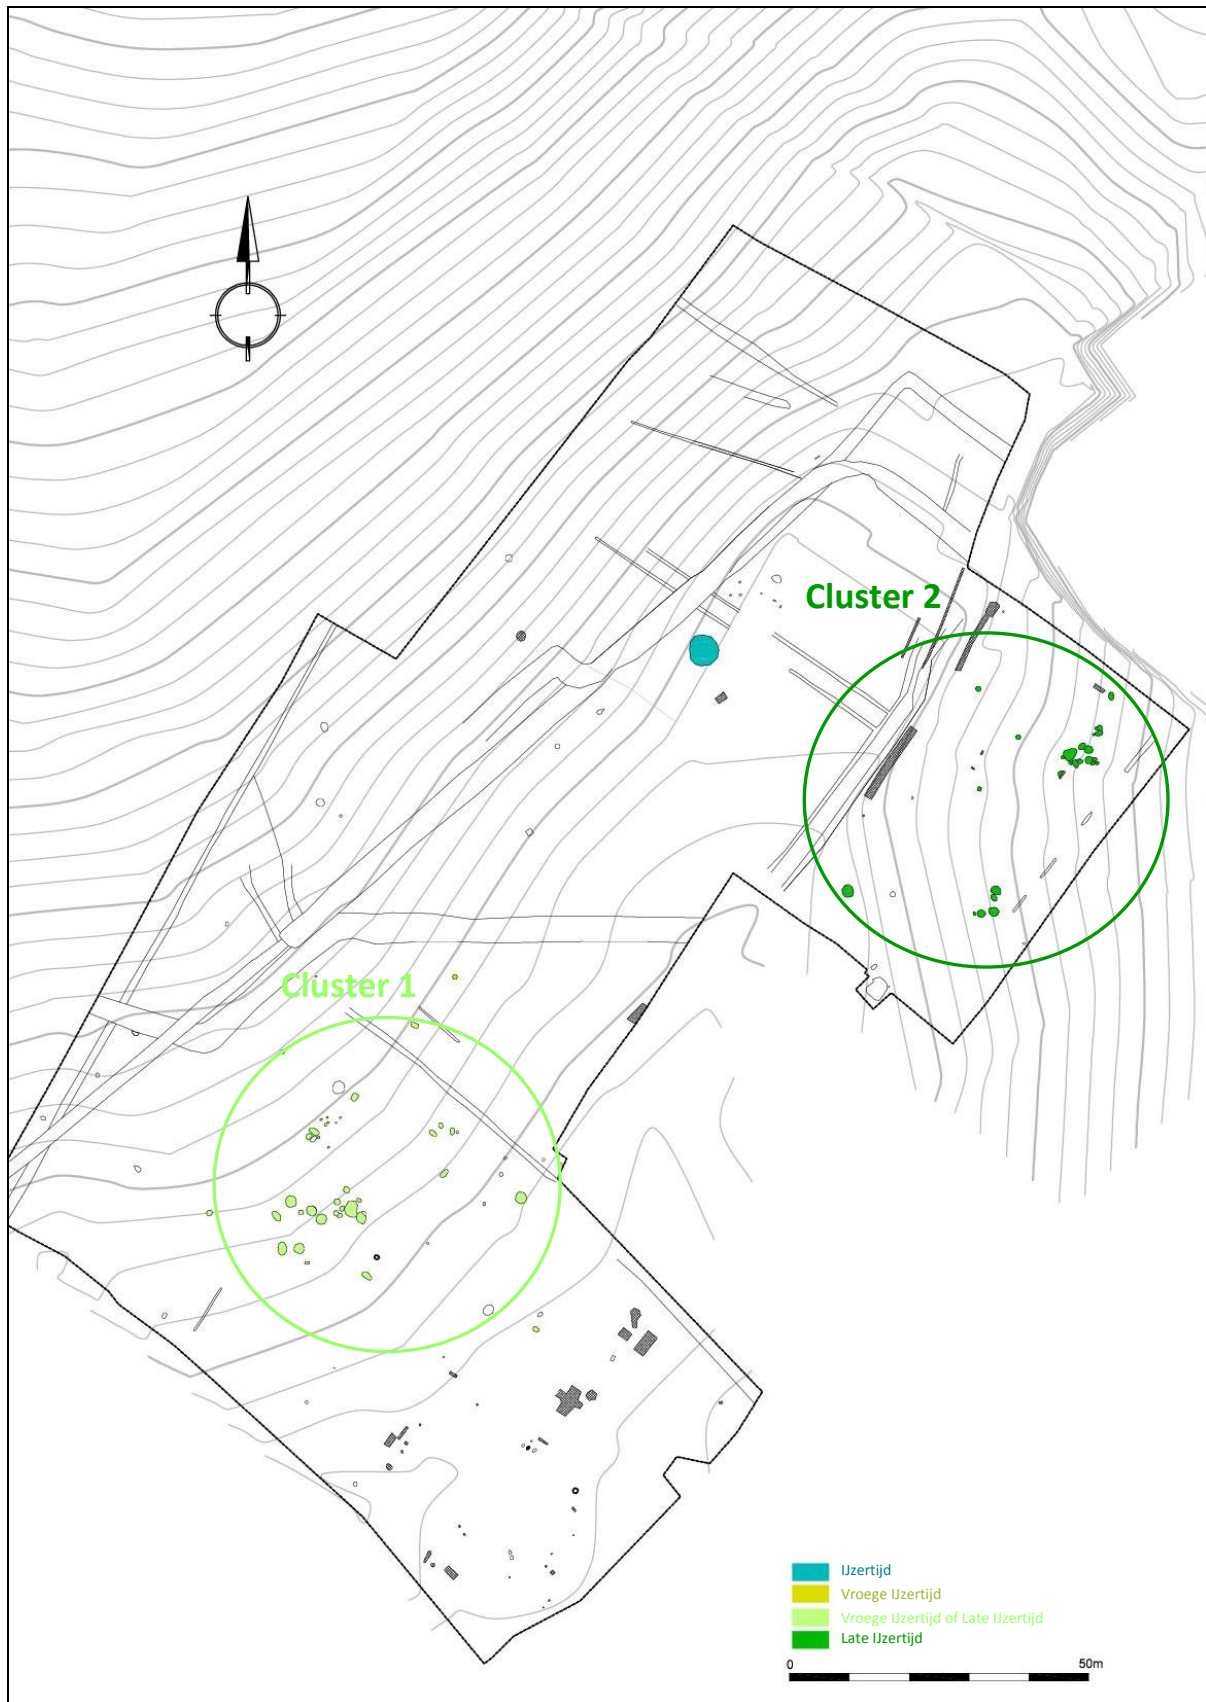 Cluster 2
Cluster 1
IJzertijd
Vroege IJzertijd
Vroege IJzertijd of Late IJzertijd
Late IJzertijd
0 50m